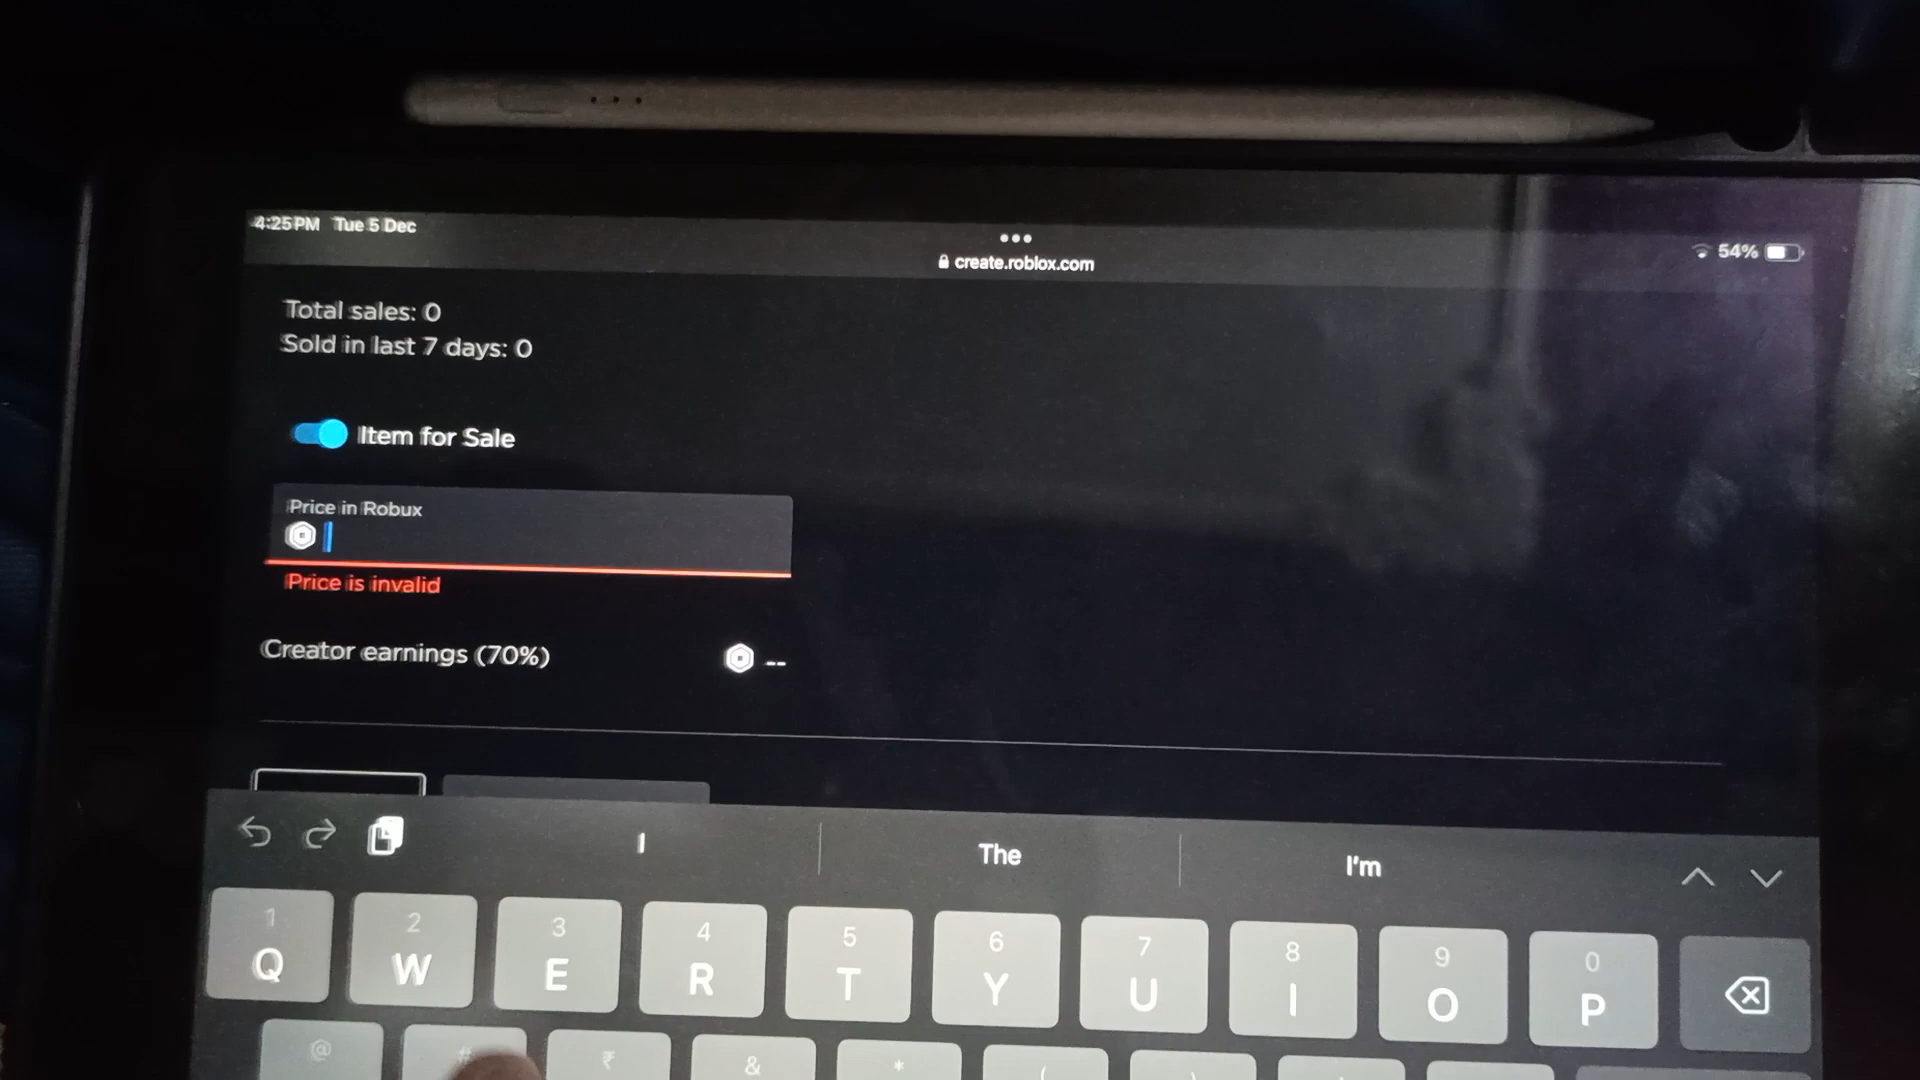 4:25 PM Tue 5 Dec
create.roblox.com
54%
Total sales: 0
Sold in last 7 days: 0
Item for Sale
Price in Robux
Price is invalid
Creator earnings (70%)
--
I
The
I'm
1 2 3 4 5 6 7 8 9 0
Q W E R T Y U I O P
@ # ₹ & * ( )